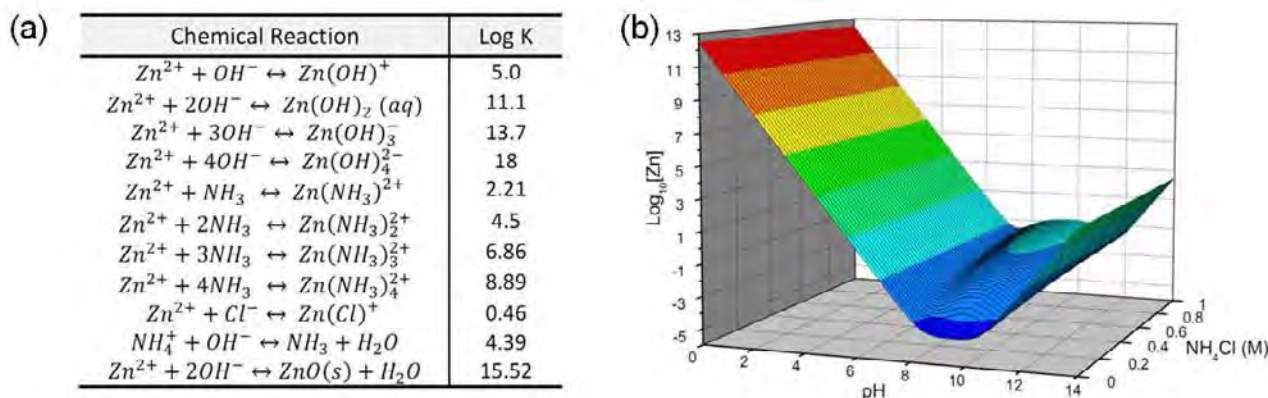 (a)
Chemical Reaction Log K
Zn²⁺ + OH⁻ ↔ Zn(OH)⁺ 5.0
Zn²⁺ + 2OH⁻ ↔ Zn(OH)₂ (aq) 11.1
Zn²⁺ + 3OH⁻ ↔ Zn(OH)₃⁻ 13.7
Zn²⁺ + 4OH⁻ ↔ Zn(OH)₄²⁻ 18
Zn²⁺ + NH₃ ↔ Zn(NH₃)²⁺ 2.21
Zn²⁺ + 2NH₃ ↔ Zn(NH₃)₂²⁺ 4.5
Zn²⁺ + 3NH₃ ↔ Zn(NH₃)₃²⁺ 6.86
Zn²⁺ + 4NH₃ ↔ Zn(NH₃)₄²⁺ 8.89
Zn²⁺ + Cl⁻ ↔ Zn(Cl)⁺ 0.46
NH₄⁺ + OH⁻ ↔ NH₃ + H₂O 4.39
Zn²⁺ + 2OH⁻ ↔ ZnO(s) + H₂O 15.52
(b)
13
11
9
7
5
3
1
-1
-3
-5
Log₁₀[Zn]
0 2 4 6 8 10 12 14
pH
0
0.2
0.4
0.6
0.8
1
NH₄Cl (M)